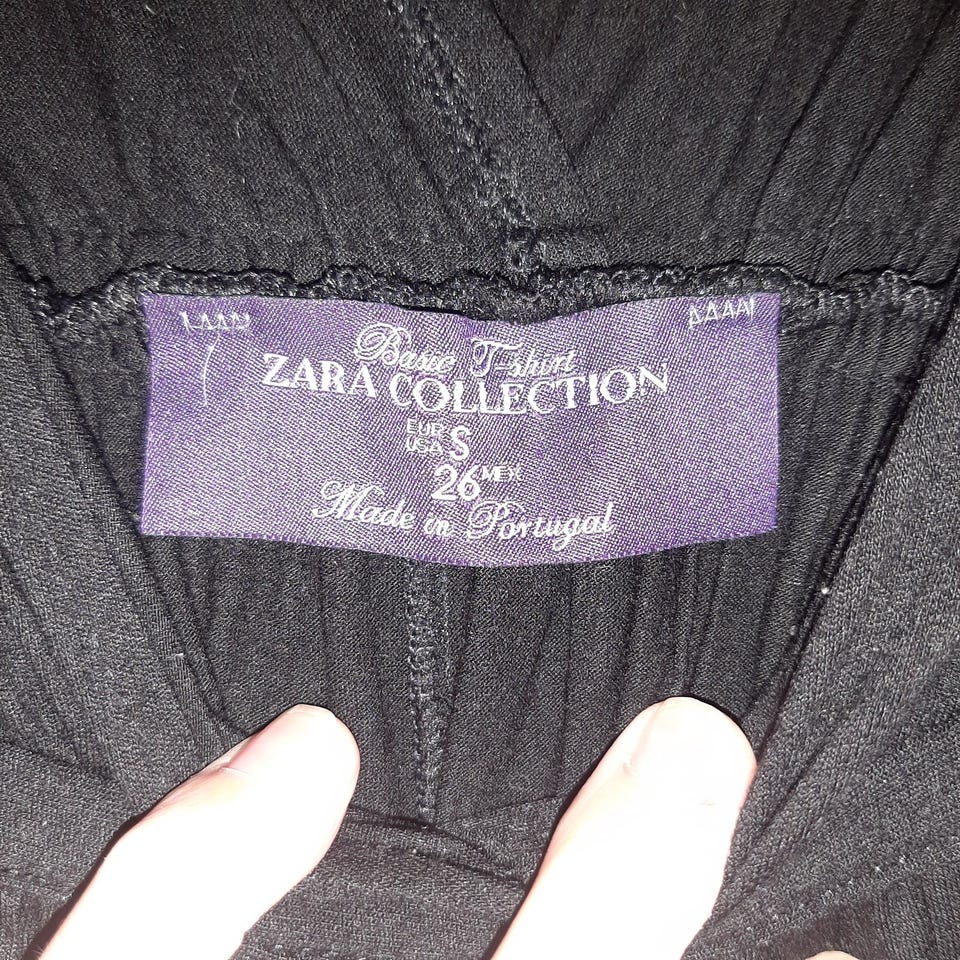 Basic T-shirt
ZARA COLLECTION
EUR
USA S
26 MEX
Made in Portugal